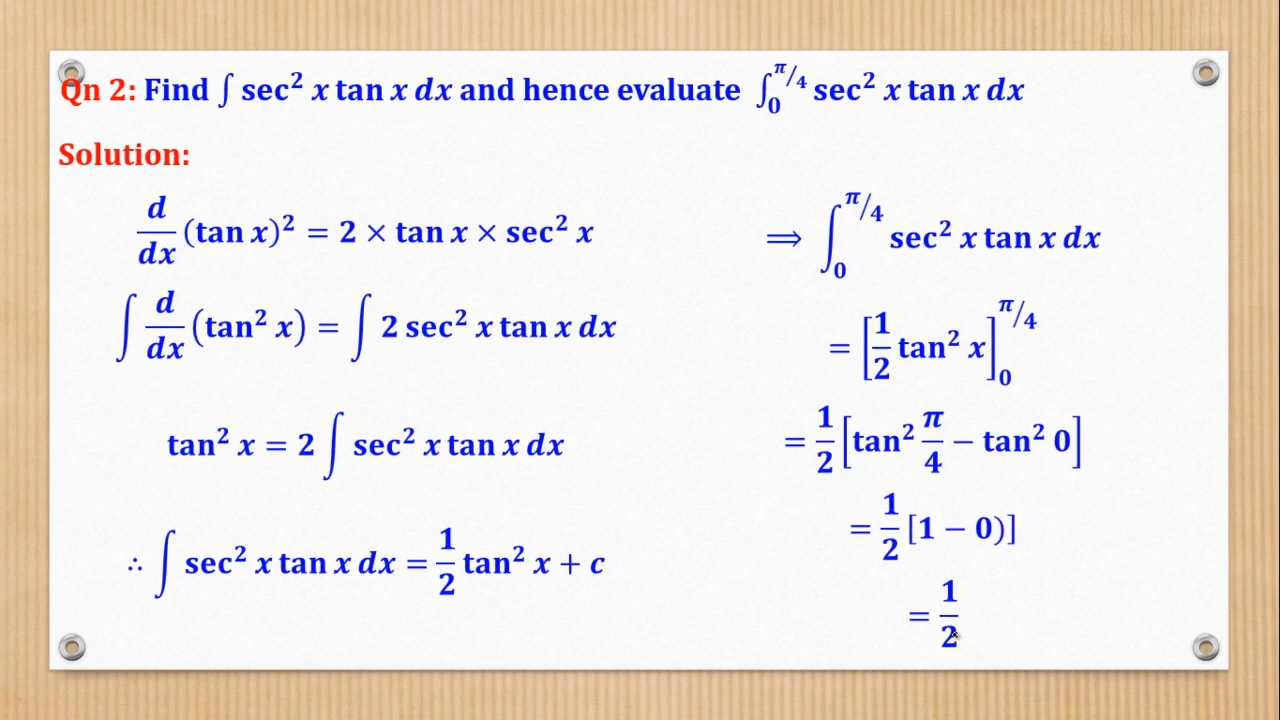 Qn 2: Find ∫ sec² x tan x dx and hence evaluate ∫₀^{π/4} sec² x tan x dx
Solution:
d/dx (tan x)² = 2 × tan x × sec² x
∫ d/dx (tan² x) = ∫ 2 sec² x tan x dx
tan² x = 2 ∫ sec² x tan x dx
∴ ∫ sec² x tan x dx = 1/2 tan² x + c
⟹ ∫₀^{π/4} sec² x tan x dx
= [1/2 tan² x]₀^{π/4}
= 1/2 [tan² π/4 − tan² 0]
= 1/2 [1 − 0)]
= 1/2